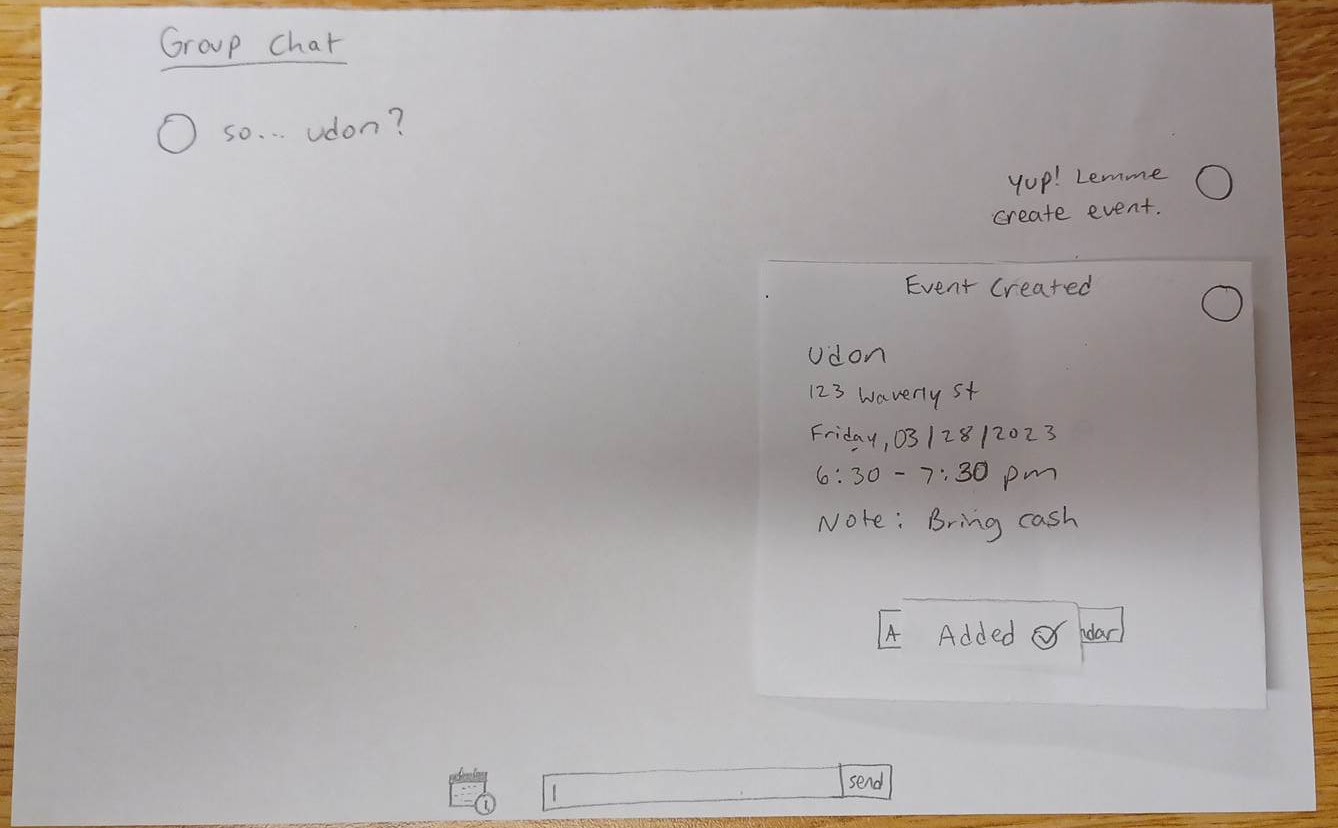 Group Chat
so... udon?
Yup! Lemme
create event.
Event Created
Udon
123 Waverly St
Friday, 03/28/2023
6:30 - 7:30 pm
Note: Bring cash
A Added ndar
send